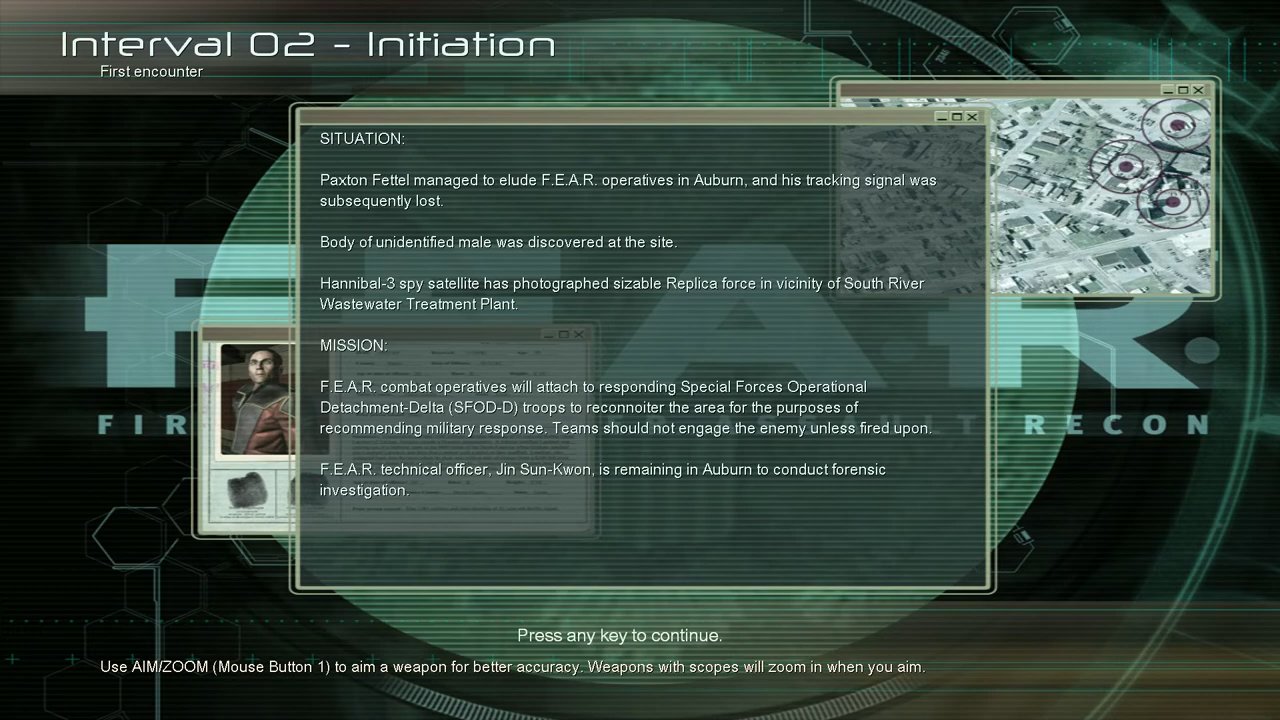 Interval 02 - Initiation
First encounter
SITUATION:
Paxton Fettel managed to elude F.E.A.R. operatives in Auburn, and his tracking signal was
subsequently lost.
Body of unidentified male was discovered at the site.
Hannibal-3 spy satellite has photographed sizable Replica force in vicinity of South River
Wastewater Treatment Plant.
MISSION:
F.E.A.R. combat operatives will attach to responding Special Forces Operational
Detachment-Delta (SFOD-D) troops to reconnoiter the area for the purposes of
recommending military response. Teams should not engage the enemy unless fired upon.
F.E.A.R. technical officer, Jin Sun-Kwon, is remaining in Auburn to conduct forensic
investigation.
F.E.A.R.
RECON
Press any key to continue.
Use AIM/ZOOM (Mouse Button 1) to aim a weapon for better accuracy. Weapons with scopes will zoom in when you aim.